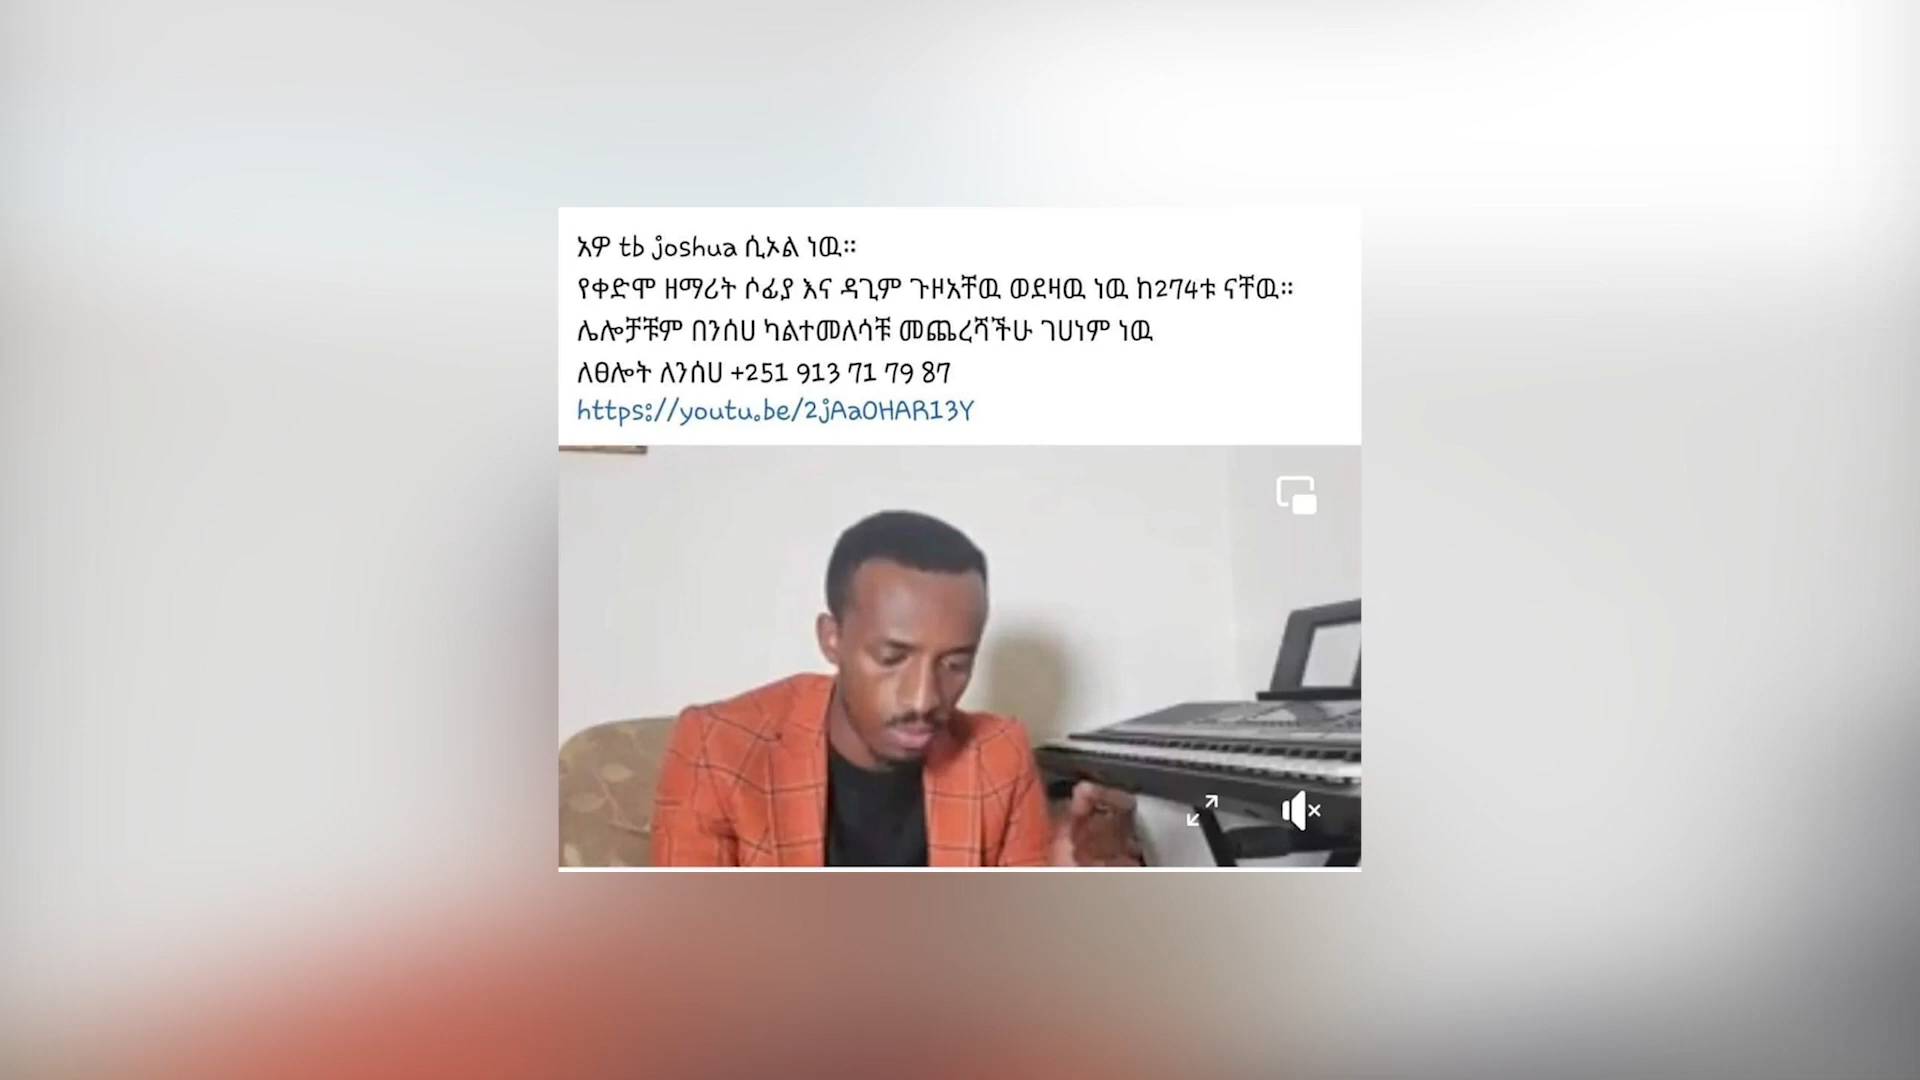 አዎ tb joshua ሲኦል ነዉ።
የቀድሞ ዘማሪት ሶፊያ እና ዳጊም ጉዞአቸዉ ወደዛዉ ነዉ ከ274ቱ ናቸዉ።
ሌሎቻቹም በንሰሀ ካልተመለሳቹ መጨረሻችሁ ገሀነም ነዉ
ለፀሎት ለንሰሀ +251 913 71 79 87
https://youtu.be/2jAaOHAR13Y